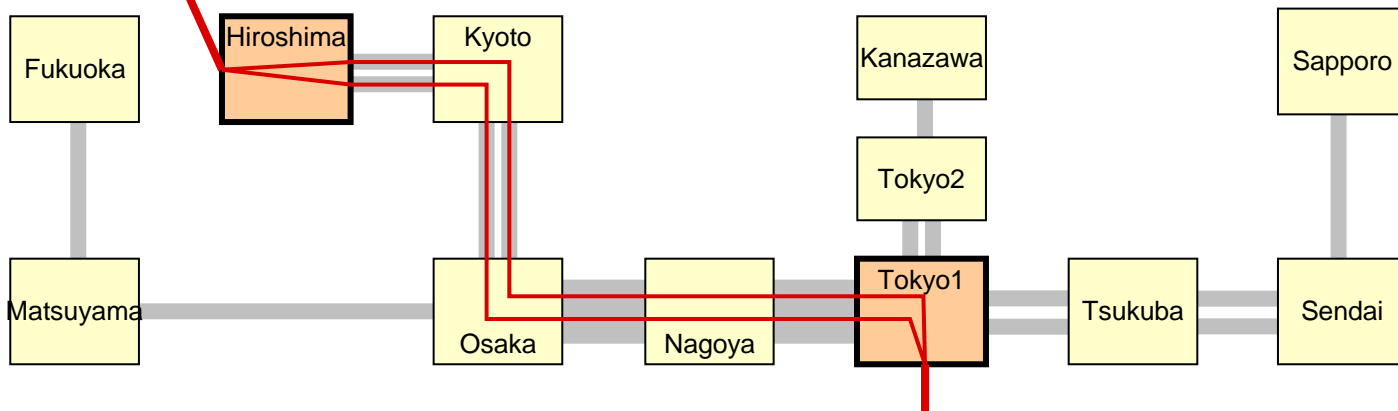 Hiroshima
Kyoto
Fukuoka
Kanazawa
Sapporo
Tokyo2
Tokyo1
Matsuyama
Tsukuba
Sendai
Osaka
Nagoya